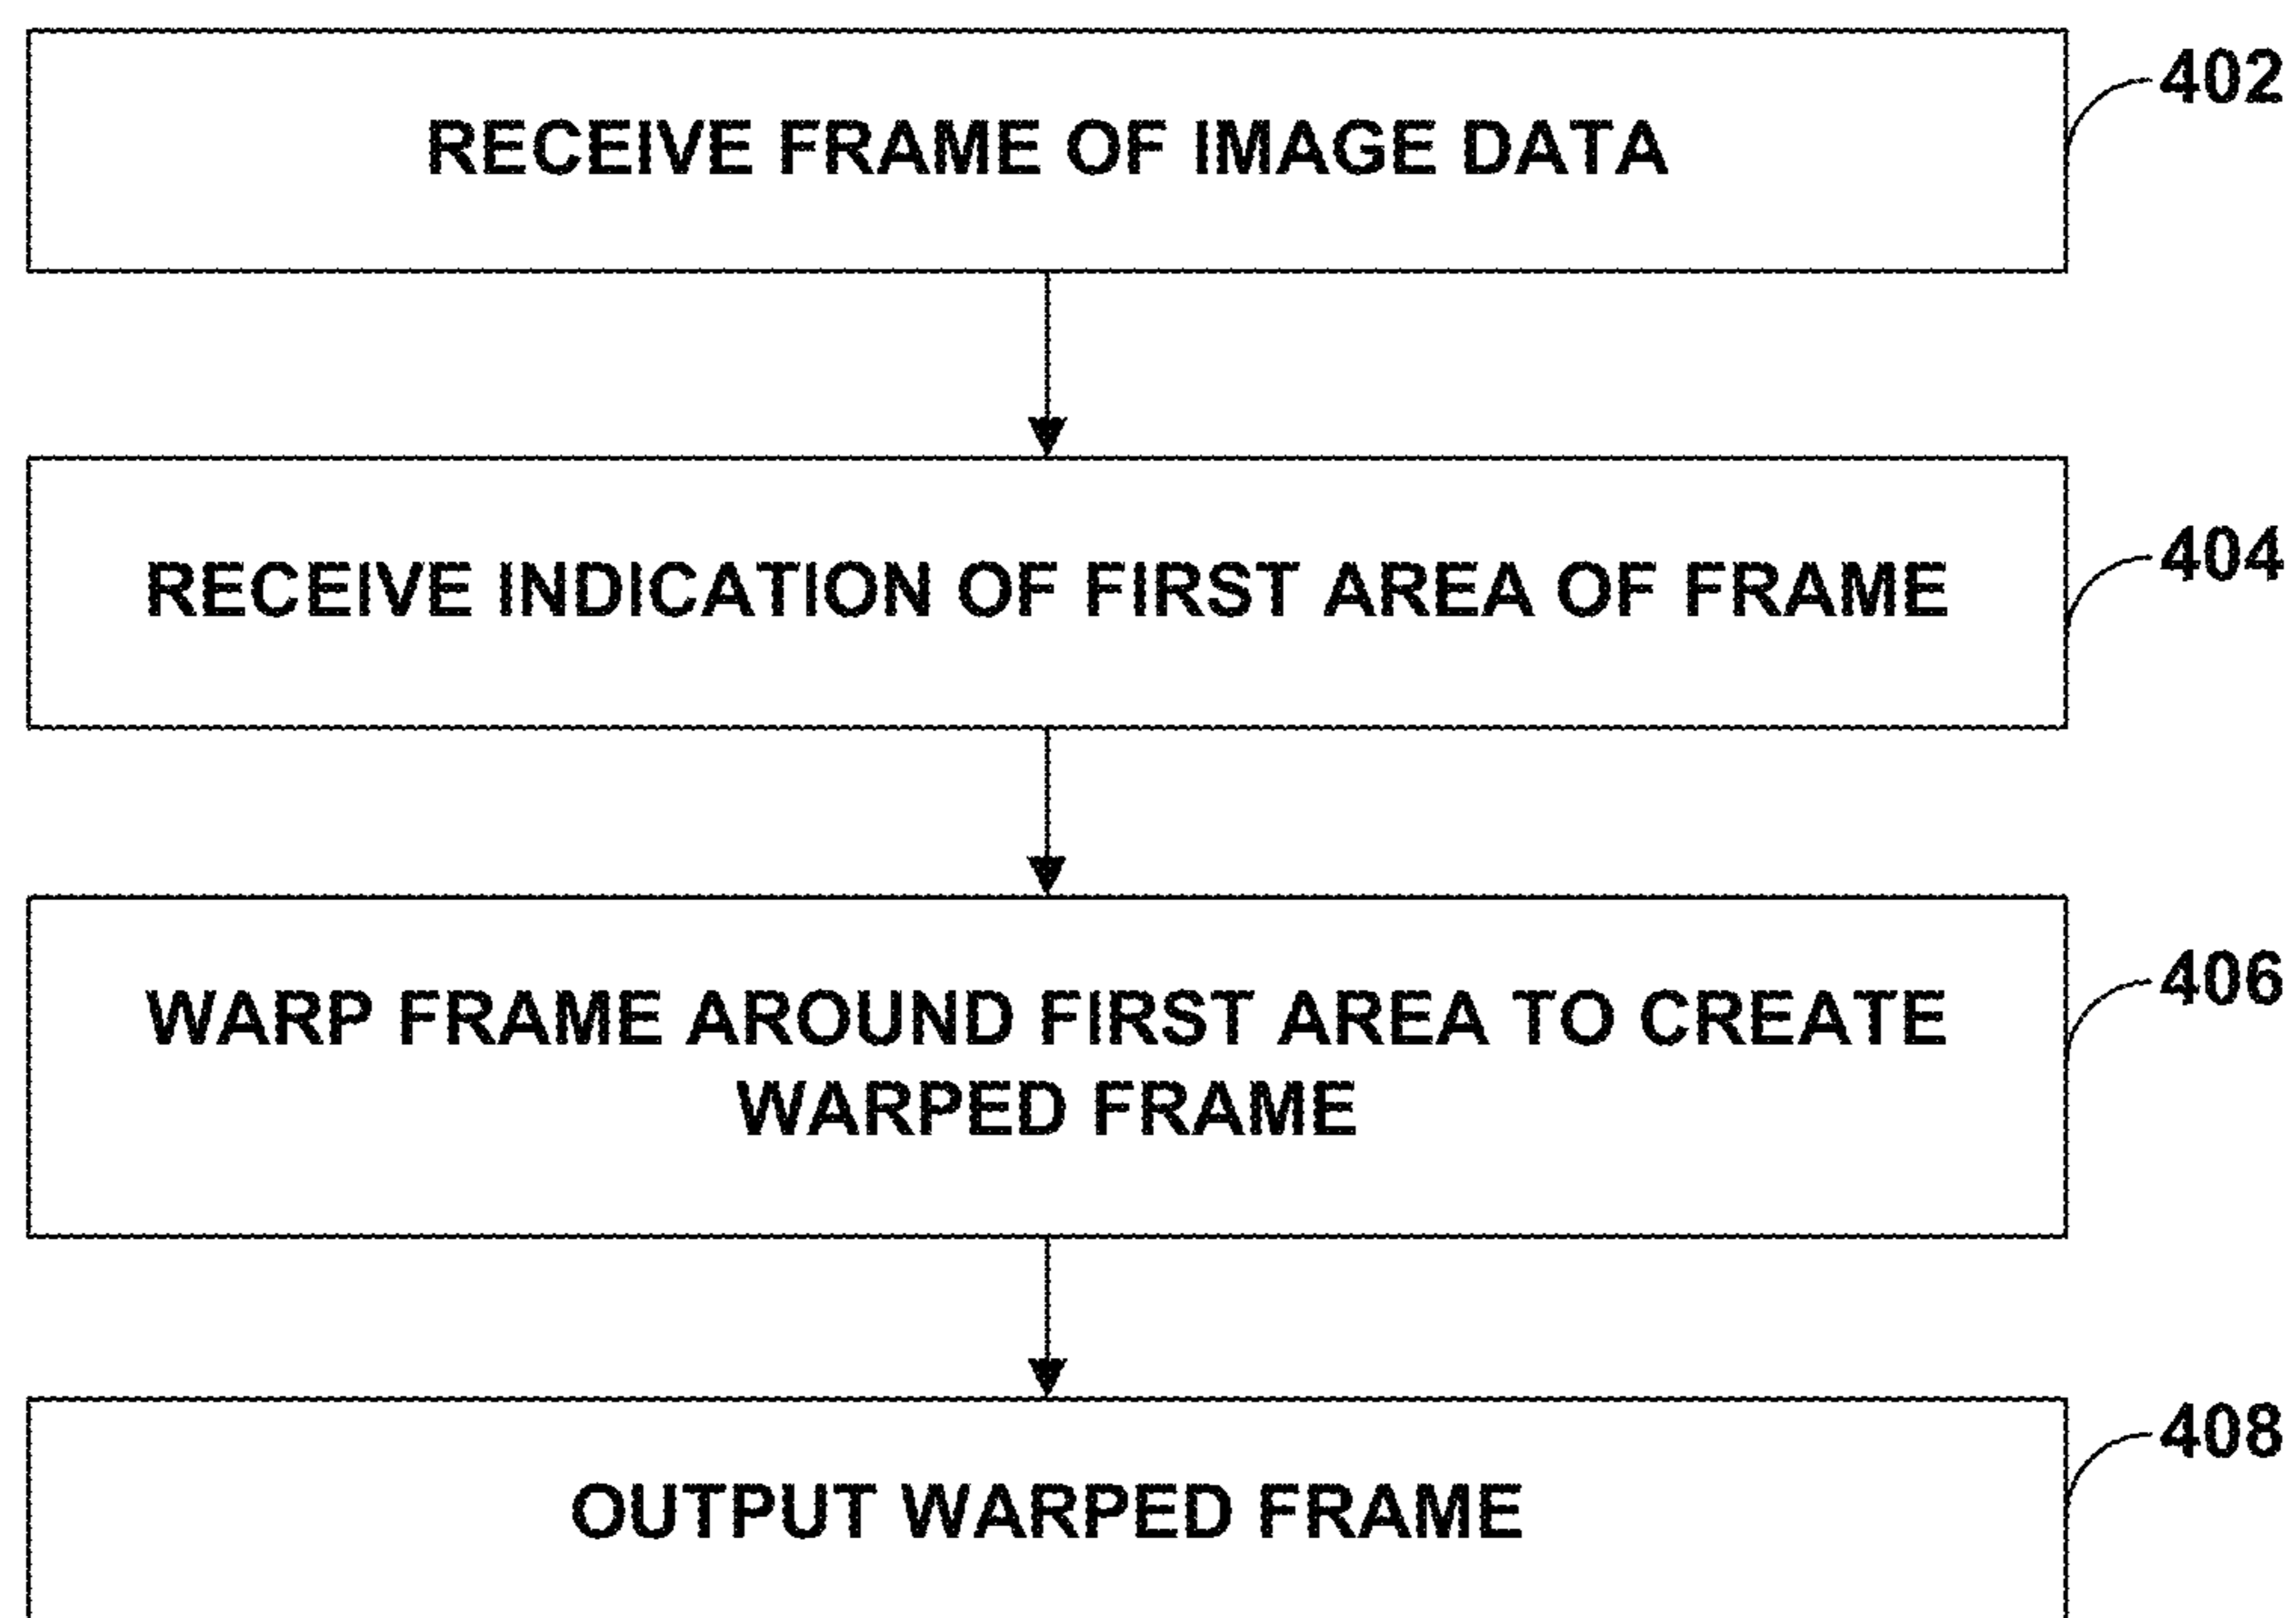 RECEIVE FRAME OF IMAGE DATA
402
RECEIVE INDICATION OF FIRST AREA OF FRAME
404
WARP FRAME AROUND FIRST AREA TO CREATE
WARPED FRAME
406
OUTPUT WARPED FRAME
408